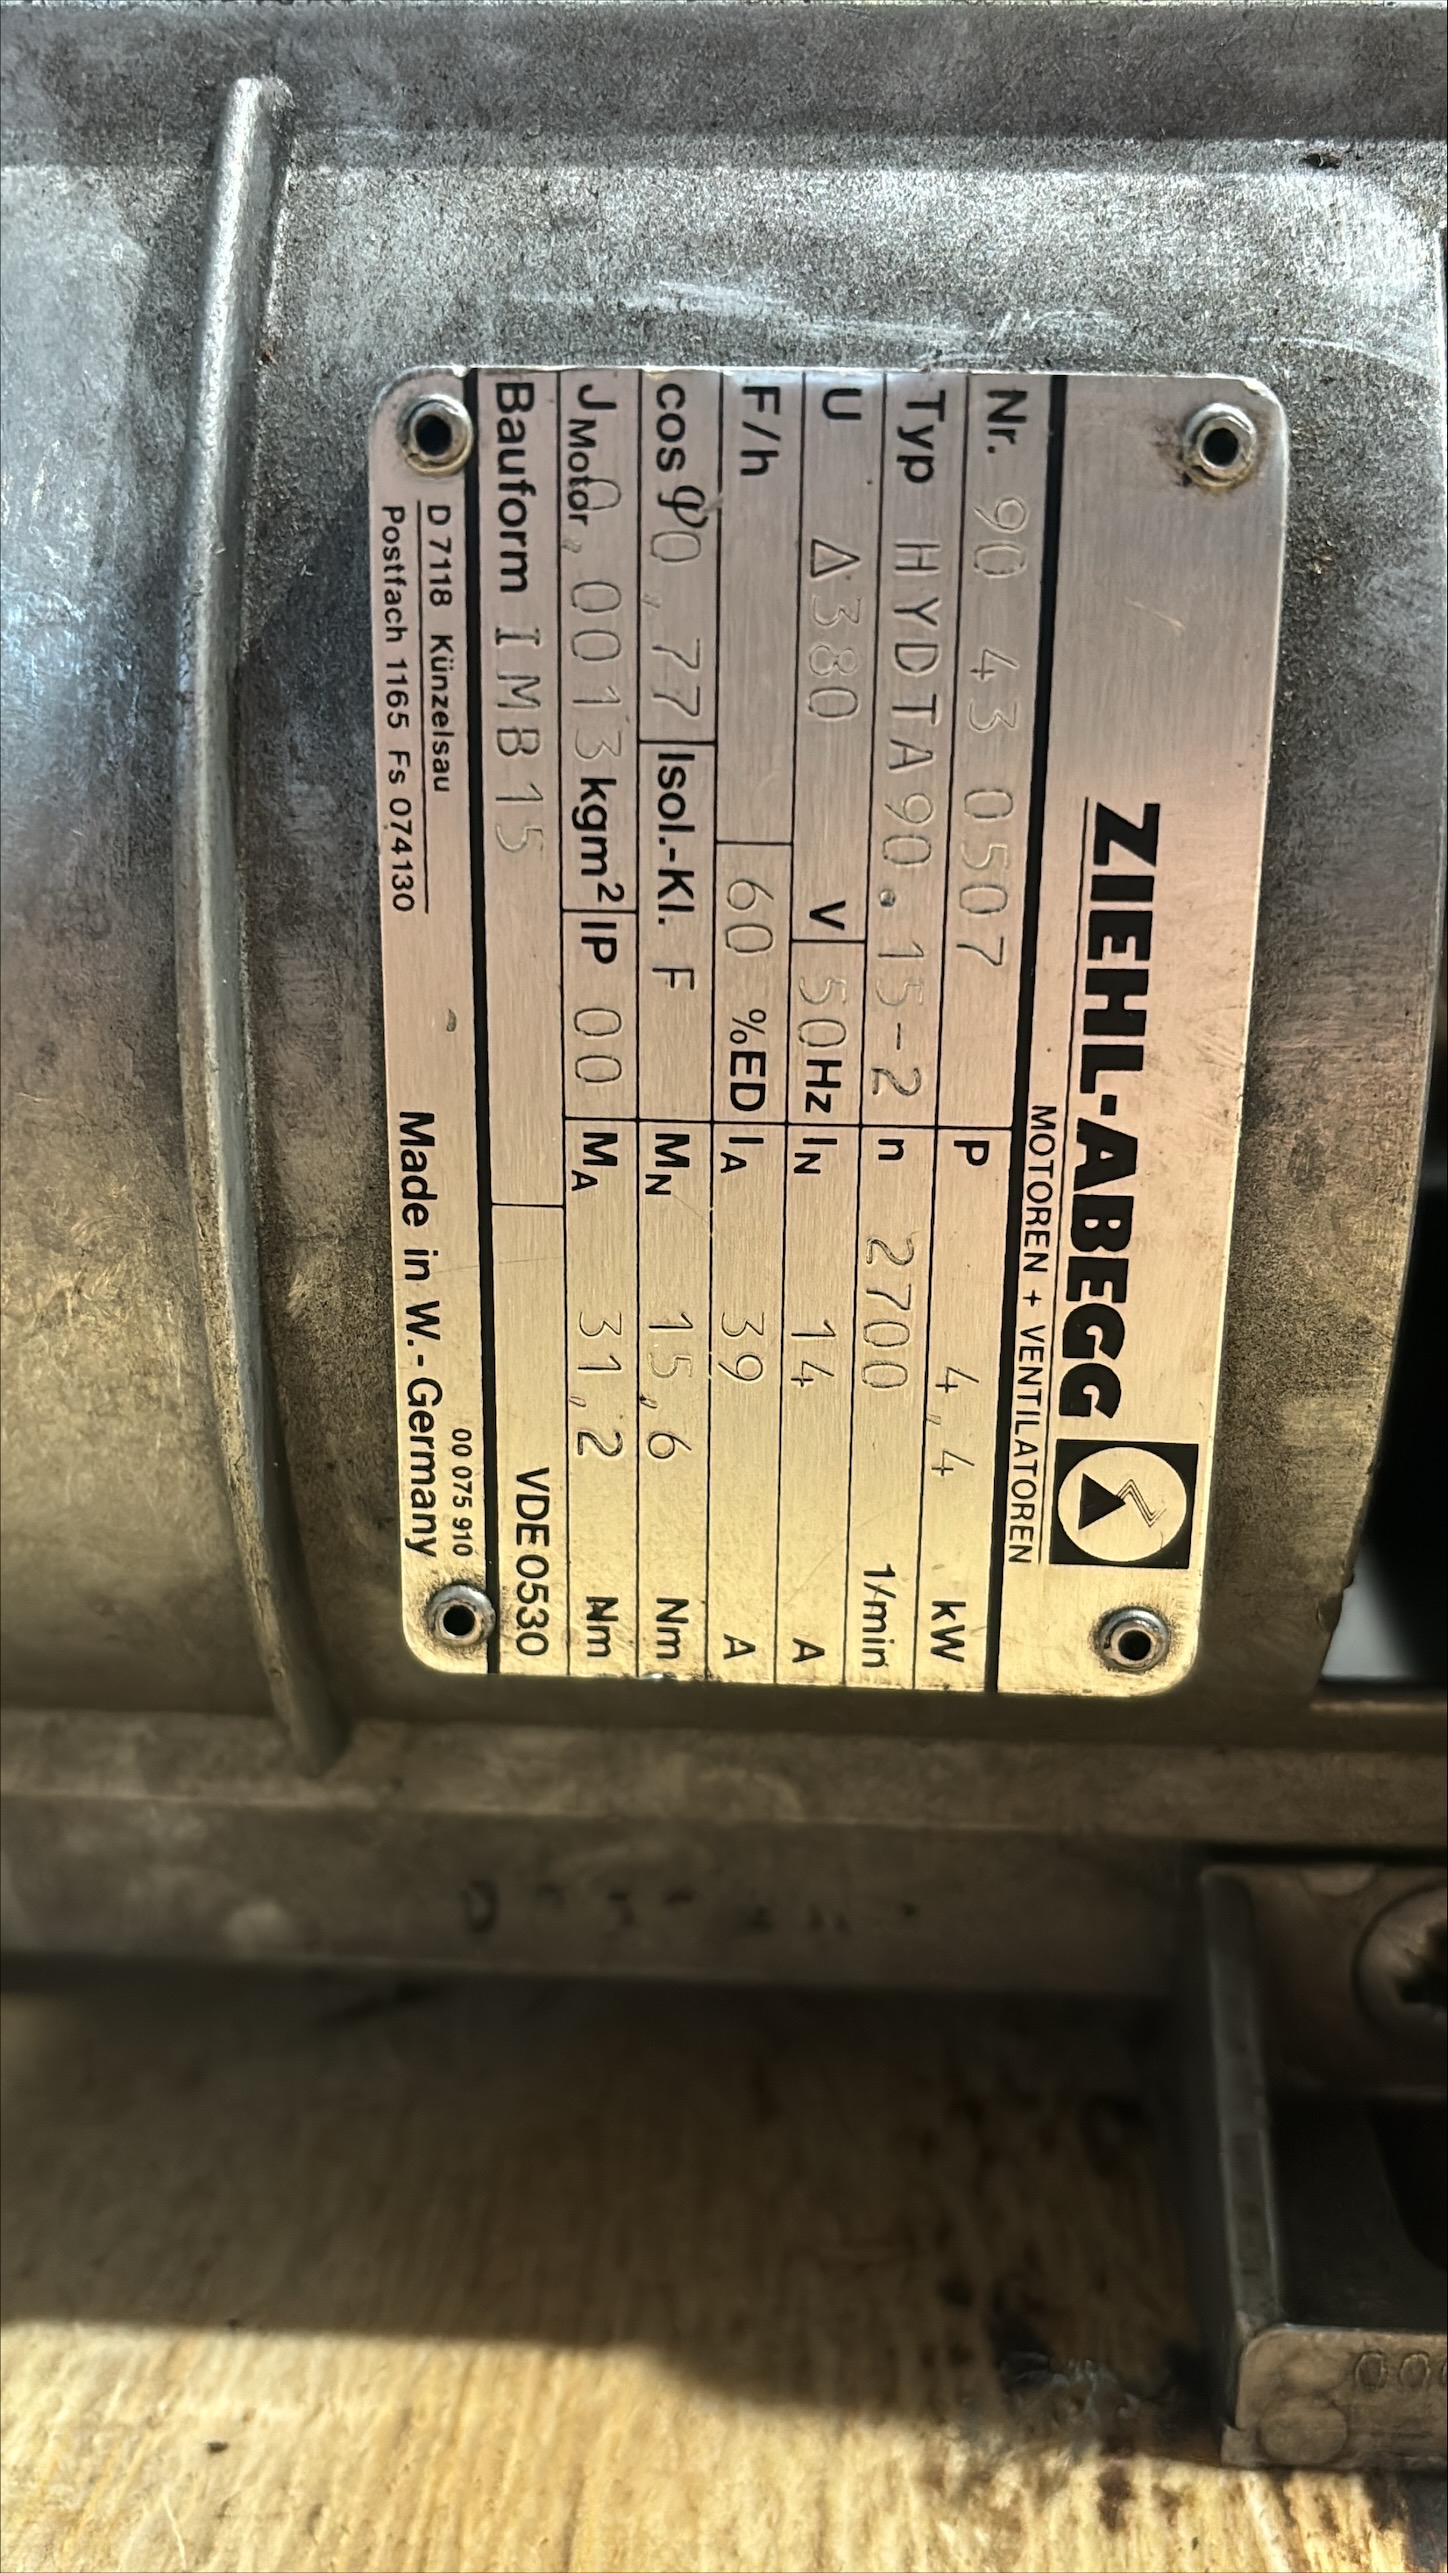 ZIEHL-ABEGG
MOTOREN + VENTILATOREN
Nr. 90 43 0507 P 4,4 kW
Typ HYDTA90.15-2 n 2700 1/min
U Δ380 V 50Hz IN 14 A
F/h 60 %ED IA 39 A
cos φ 0,77 Isol.-Kl. F MN 15,6 Nm
JMotor 0,0013 kgm² IP 00 MA 31,2 Nm
Bauform IMB15 VDE0530
D 7118 Künzelsau 00 075 910
Postfach 1165 Fs 074130 Made in W.-Germany